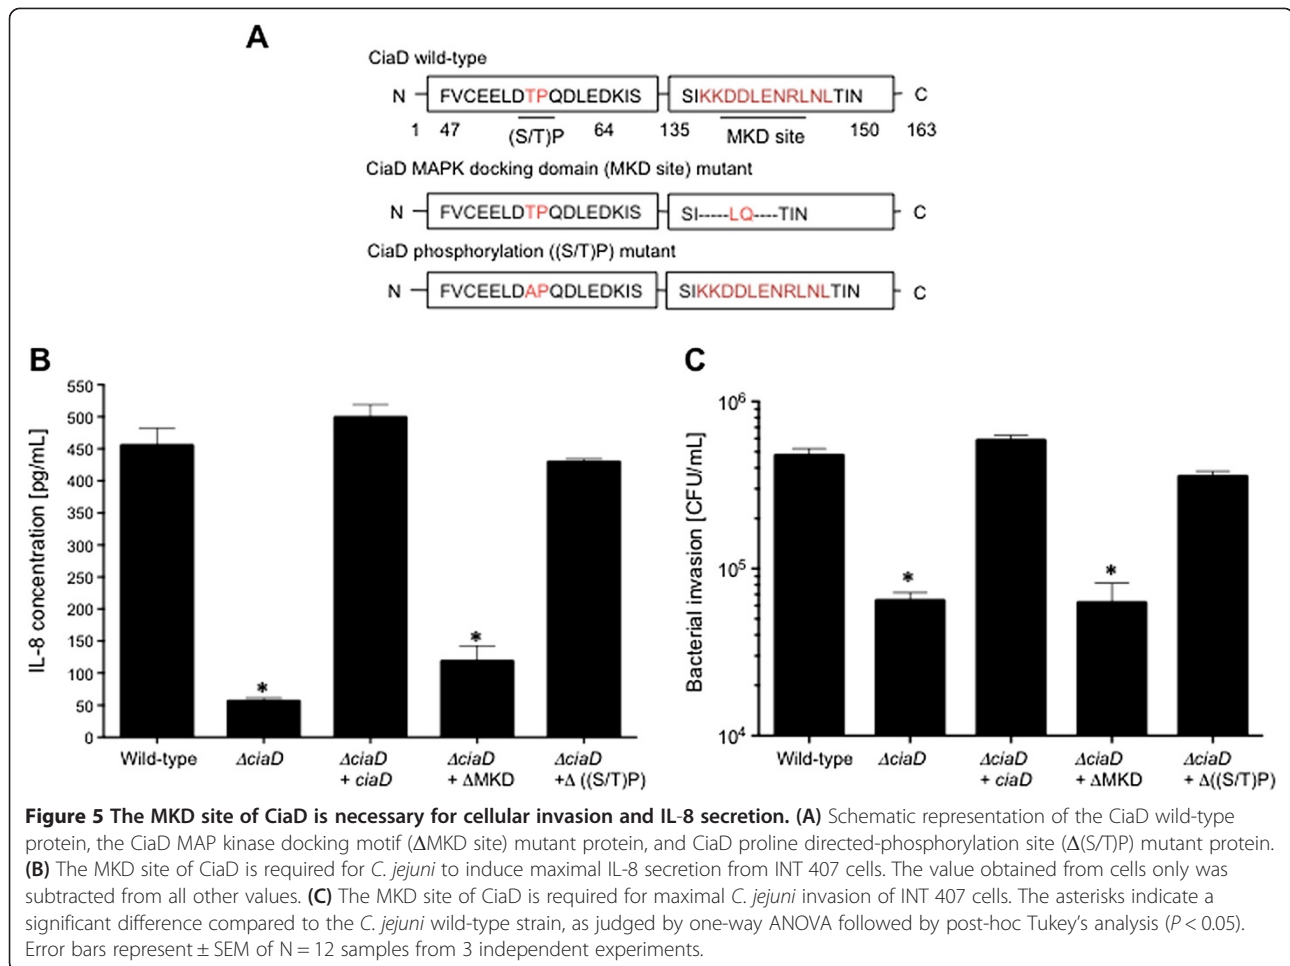 A
CiaD wild-type
N FVCEELDTPQDLEDKIS SIKKDDLENRLNLTIN C
1 47 (S/T)P 64 135 MKD site 150 163
CiaD MAPK docking domain (MKD site) mutant
N FVCEELDTPQDLEDKIS SI-----LQ----TIN C
CiaD phosphorylation ((S/T)P) mutant
N FVCEELDAPQDLEDKIS SIKKDDLENRLNLTIN C
B
IL-8 concentration [pg/mL]
550
500
450
400
350
300
250
200
150
100
50
0
*
*
Wild-type ΔciaD ΔciaD ΔciaD ΔciaD
+ ciaD + ΔMKD +Δ ((S/T)P)
C
Bacterial invasion [CFU/mL]
10⁶
10⁵
10⁴
*
*
Wild-type ΔciaD ΔciaD ΔciaD ΔciaD
+ ciaD + ΔMKD + Δ((S/T)P)
Figure 5 The MKD site of CiaD is necessary for cellular invasion and IL-8 secretion. (A) Schematic representation of the CiaD wild-type
protein, the CiaD MAP kinase docking motif (ΔMKD site) mutant protein, and CiaD proline directed-phosphorylation site (Δ(S/T)P) mutant protein.
(B) The MKD site of CiaD is required for C. jejuni to induce maximal IL-8 secretion from INT 407 cells. The value obtained from cells only was
subtracted from all other values. (C) The MKD site of CiaD is required for maximal C. jejuni invasion of INT 407 cells. The asterisks indicate a
significant difference compared to the C. jejuni wild-type strain, as judged by one-way ANOVA followed by post-hoc Tukey's analysis (P < 0.05).
Error bars represent ± SEM of N = 12 samples from 3 independent experiments.